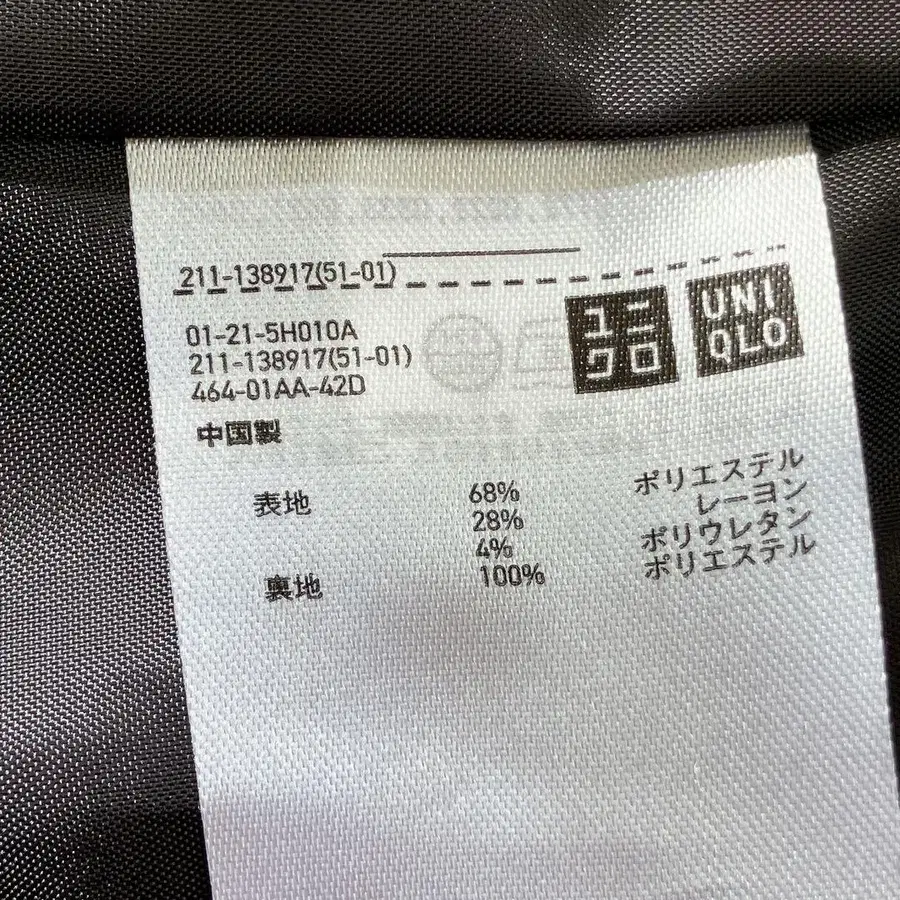 211-138917(51-01)
01-21-5H010A
211-138917(51-01)
464-01AA-42D
ユニ
クロ
UNI
QLO
中国製
表地 68% ポリエステル
28% レーヨン
4% ポリウレタン
裏地 100% ポリエステル